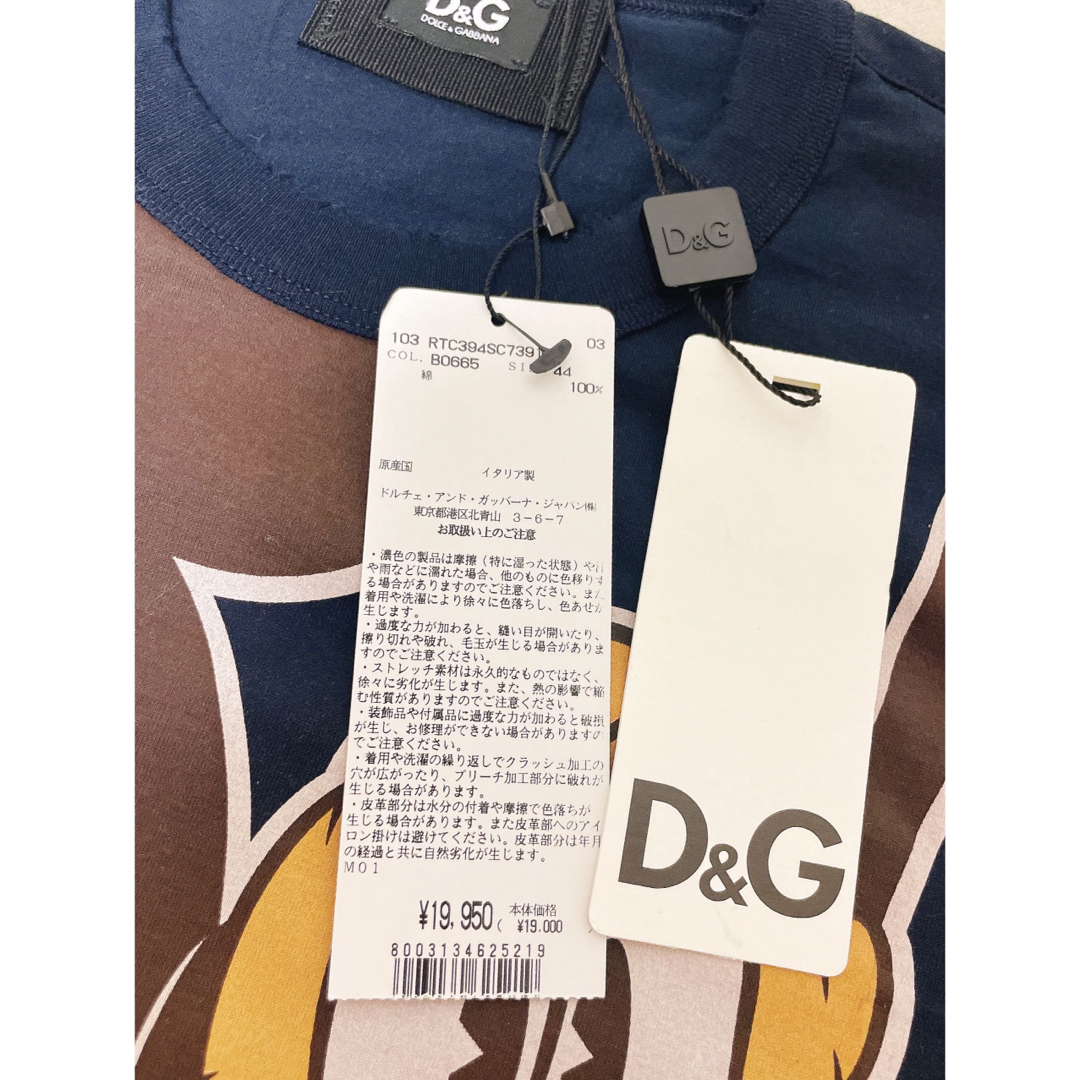 D&G
DOLCE & GABBANA
D&G
103 RTC394SC739 03
COL. B0665 44
綿
100%
原産国 イタリア製
ドルチェ・アンド・ガッバーナ・ジャパン㈱
東京都港区北青山 3-6-7
お取扱い上のご注意
・濃色の製品は摩擦（特に湿った状態）や
や雨などに濡れた場合、他のものに色移りす
る場合がありますのでご注意ください。また
着用や洗濯により徐々に色落ちし、色あせが
生じます。
・過度な力が加わると、縫い目が開いたり、
擦り切れや破れ、毛玉が生じる場合がありま
すのでご注意ください。
・ストレッチ素材は永久的なものではなく、
徐々に劣化が生じます。また、熱の影響で縮
む性質がありますのでご注意ください。
・装飾品や付属品に過度な力が加わると破損
が生じ、お修理ができない場合がありますの
でご注意ください。
・着用や洗濯の繰り返しでクラッシュ加工の
穴が広がったり、ブリーチ加工部分に破れが
生じる場合があります。
・皮革部分は水分の付着や摩擦で色落ちが
生じる場合があります。また皮革部へのアイ
ロン掛けは避けてください。皮革部分は年月
の経過と共に自然劣化が生じます。
M01
¥19,950 本体価格
( ¥19,000
8003134625219
D&G